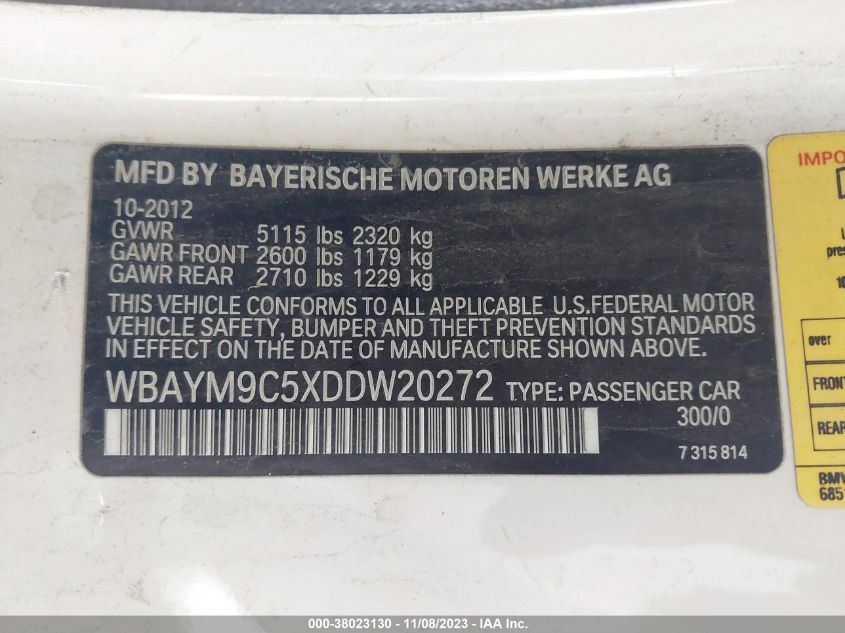 MFD BY BAYERISCHE MOTOREN WERKE AG
10-2012
GVWR 5115 lbs 2320 kg
GAWR FRONT 2600 lbs 1179 kg
GAWR REAR 2710 lbs 1229 kg
THIS VEHICLE CONFORMS TO ALL APPLICABLE U.S.FEDERAL MOTOR
VEHICLE SAFETY, BUMPER AND THEFT PREVENTION STANDARDS
IN EFFECT ON THE DATE OF MANUFACTURE SHOWN ABOVE.
WBAYM9C5XDDW20272 TYPE: PASSENGER CAR
300/0
7 315 814
over
FRONT
REAR
BMW
000-38023130 - 11/08/2023 - IAA Inc.